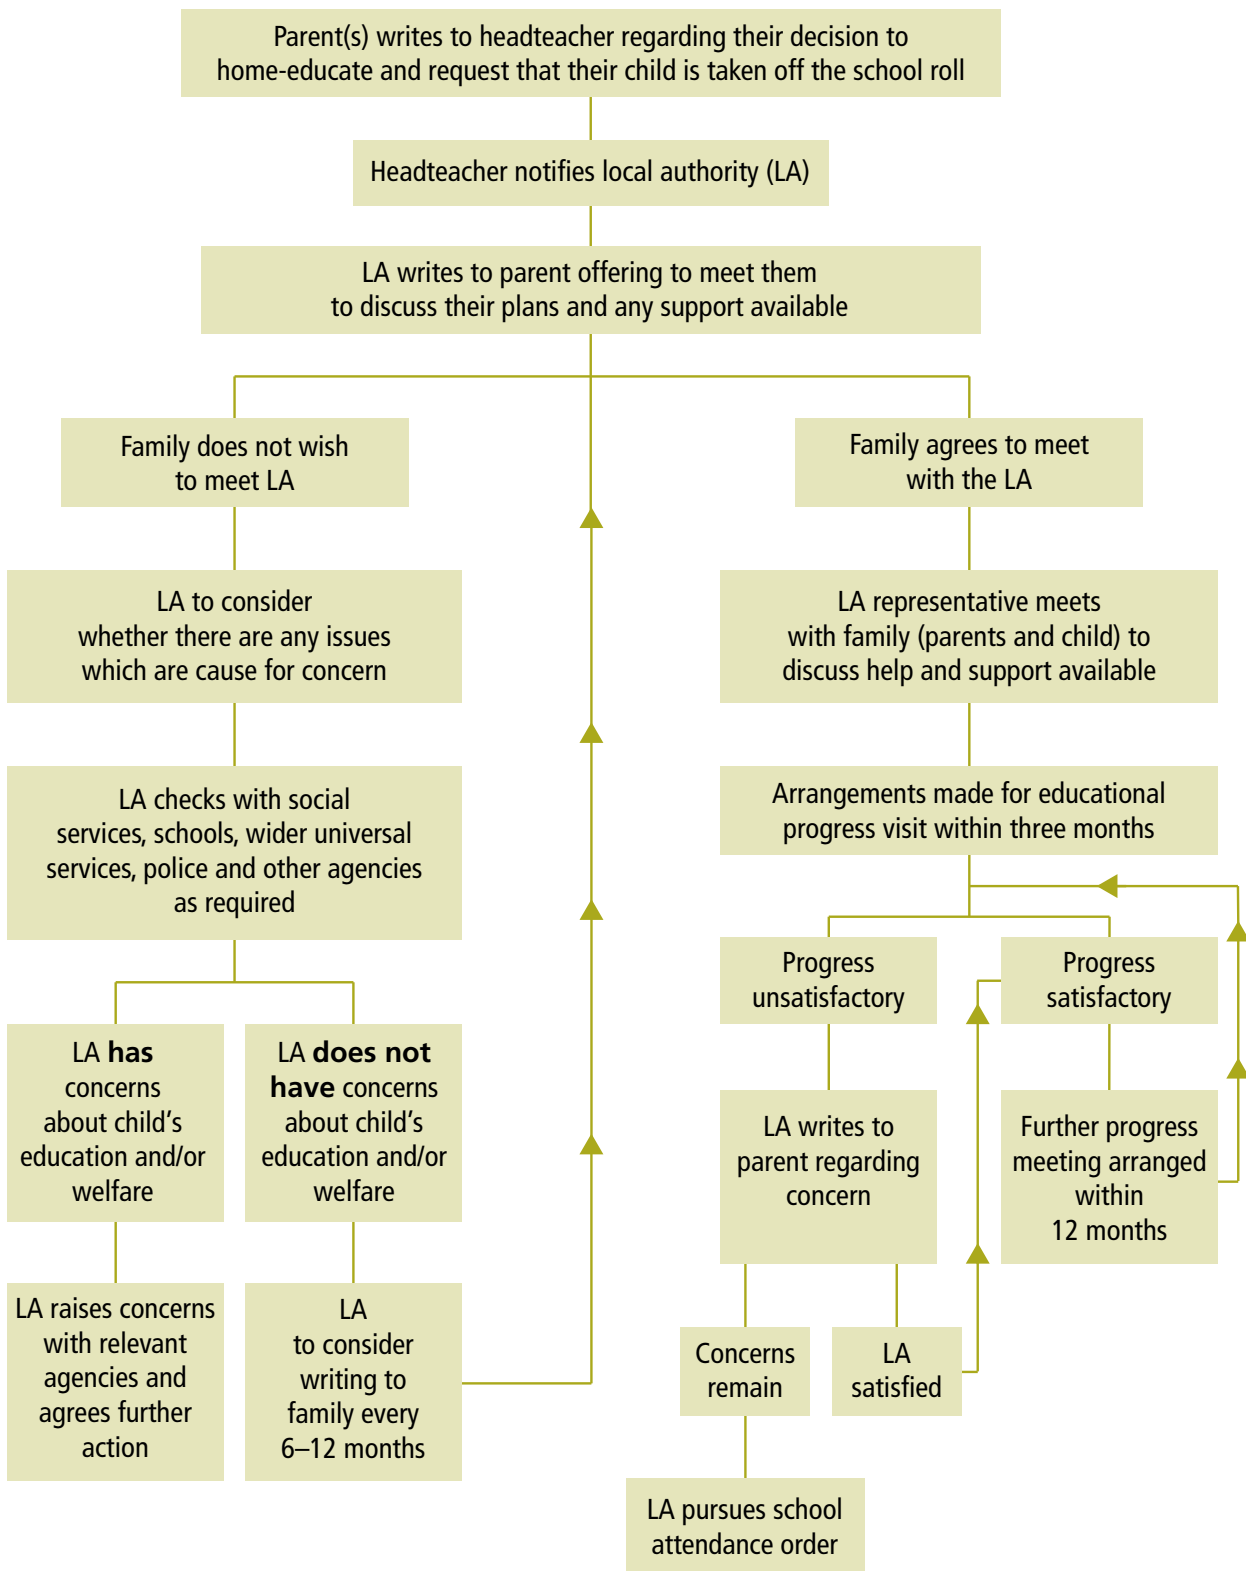 Parent(s) writes to headteacher regarding their decision to
home-educate and request that their child is taken off the school roll
Headteacher notifies local authority (LA)
LA writes to parent offering to meet them
to discuss their plans and any support available
Family does not wish
to meet LA
Family agrees to meet
with the LA
LA to consider
whether there are any issues
which are cause for concern
LA representative meets
with family (parents and child) to
discuss help and support available
LA checks with social
services, schools, wider universal
services, police and other agencies
as required
Arrangements made for educational
progress visit within three months
Progress
unsatisfactory
Progress
satisfactory
LA has
concerns
about child's
education and/or
welfare
LA does not
have concerns
about child's
education and/or
welfare
LA writes to
parent regarding
concern
Further progress
meeting arranged
within
12 months
LA raises concerns
with relevant
agencies and
agrees further
action
LA
to consider
writing to
family every
6–12 months
Concerns
remain
LA
satisfied
LA pursues school
attendance order